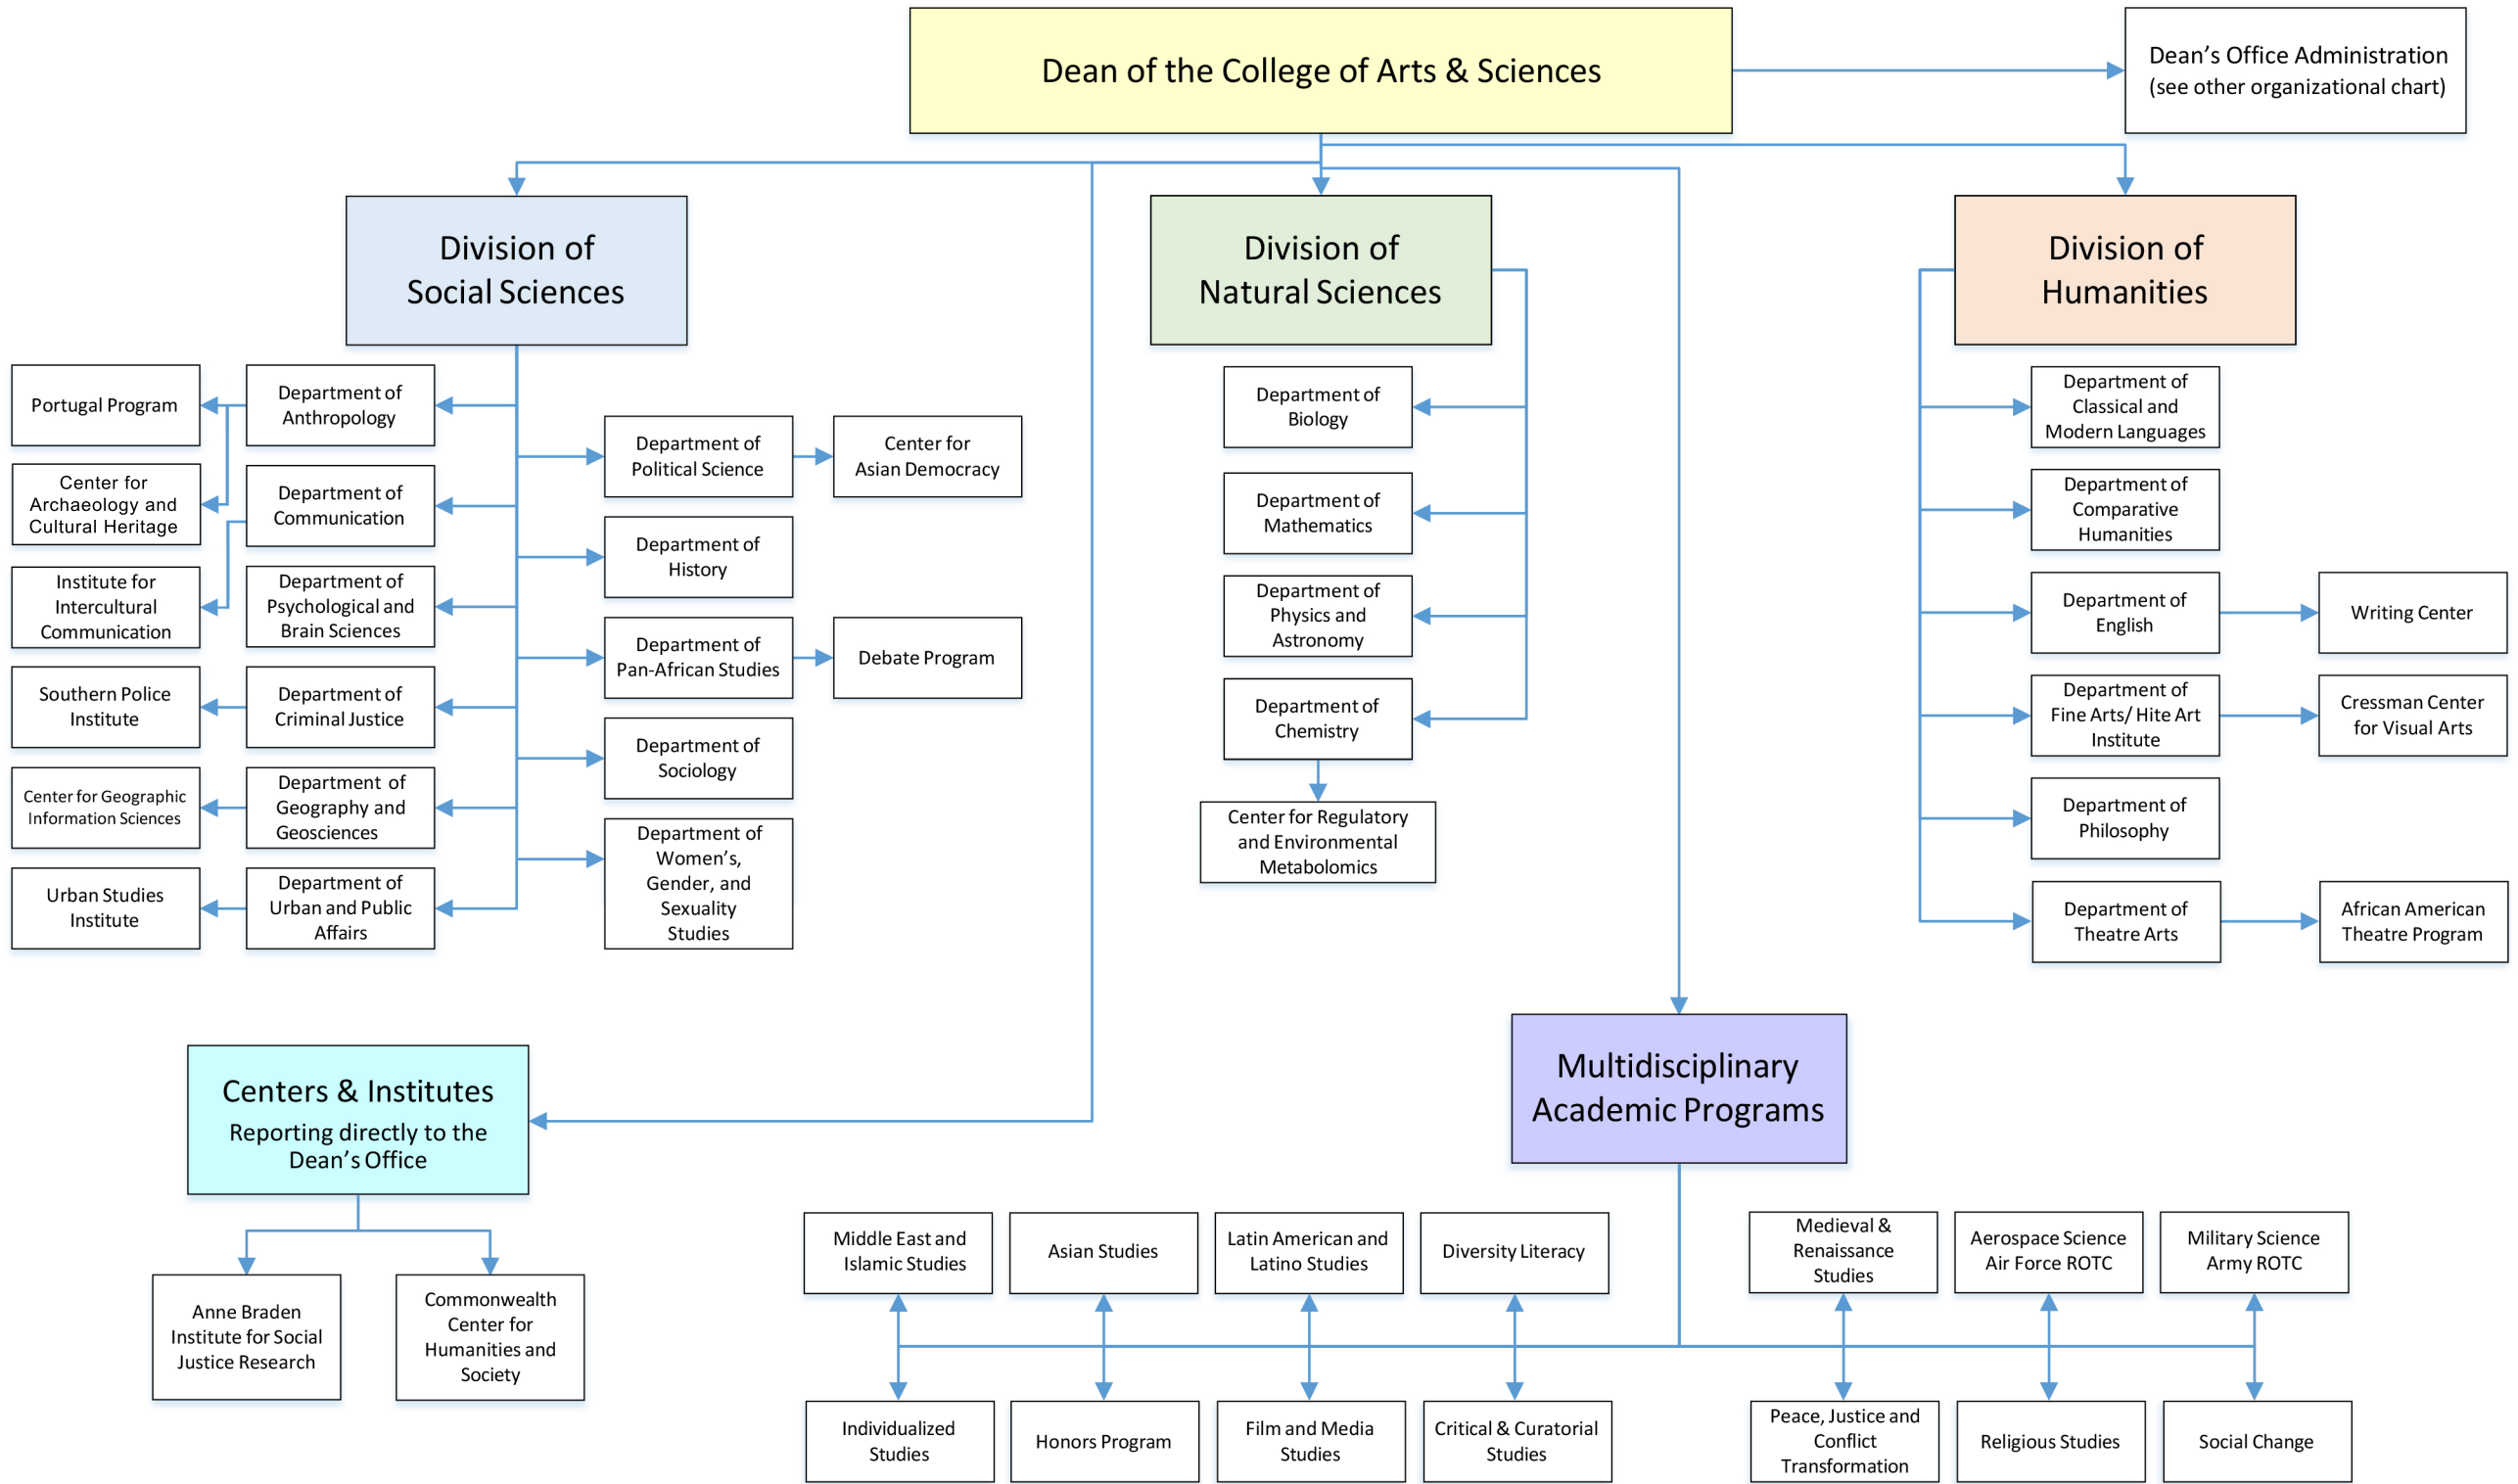 Dean of the College of Arts & Sciences
Dean’s Office Administration
(see other organizational chart)
Division of
Social Sciences
Division of
Natural Sciences
Division of
Humanities
Portugal Program
Department of
Anthropology
Center for
Archaeology and
Cultural Heritage
Department of
Communication
Institute for
Intercultural
Communication
Department of
Psychological and
Brain Sciences
Southern Police
Institute
Department of
Criminal Justice
Center for Geographic
Information Sciences
Department of
Geography and
Geosciences
Urban Studies
Institute
Department of
Urban and Public
Affairs
Department of
Political Science
Center for
Asian Democracy
Department of
History
Department of
Pan-African Studies
Debate Program
Department of
Sociology
Department of
Women’s,
Gender, and
Sexuality
Studies
Department of
Biology
Department of
Mathematics
Department of
Physics and
Astronomy
Department of
Chemistry
Center for Regulatory
and Environmental
Metabolomics
Department of
Classical and
Modern Languages
Department of
Comparative
Humanities
Department of
English
Writing Center
Department of
Fine Arts/ Hite Art
Institute
Cressman Center
for Visual Arts
Department of
Philosophy
Department of
Theatre Arts
African American
Theatre Program
Centers & Institutes
Reporting directly to the
Dean’s Office
Anne Braden
Institute for Social
Justice Research
Commonwealth
Center for
Humanities and
Society
Multidisciplinary
Academic Programs
Middle East and
Islamic Studies
Asian Studies
Latin American and
Latino Studies
Diversity Literacy
Medieval &
Renaissance
Studies
Aerospace Science
Air Force ROTC
Military Science
Army ROTC
Individualized
Studies
Honors Program
Film and Media
Studies
Critical & Curatorial
Studies
Peace, Justice and
Conflict
Transformation
Religious Studies
Social Change